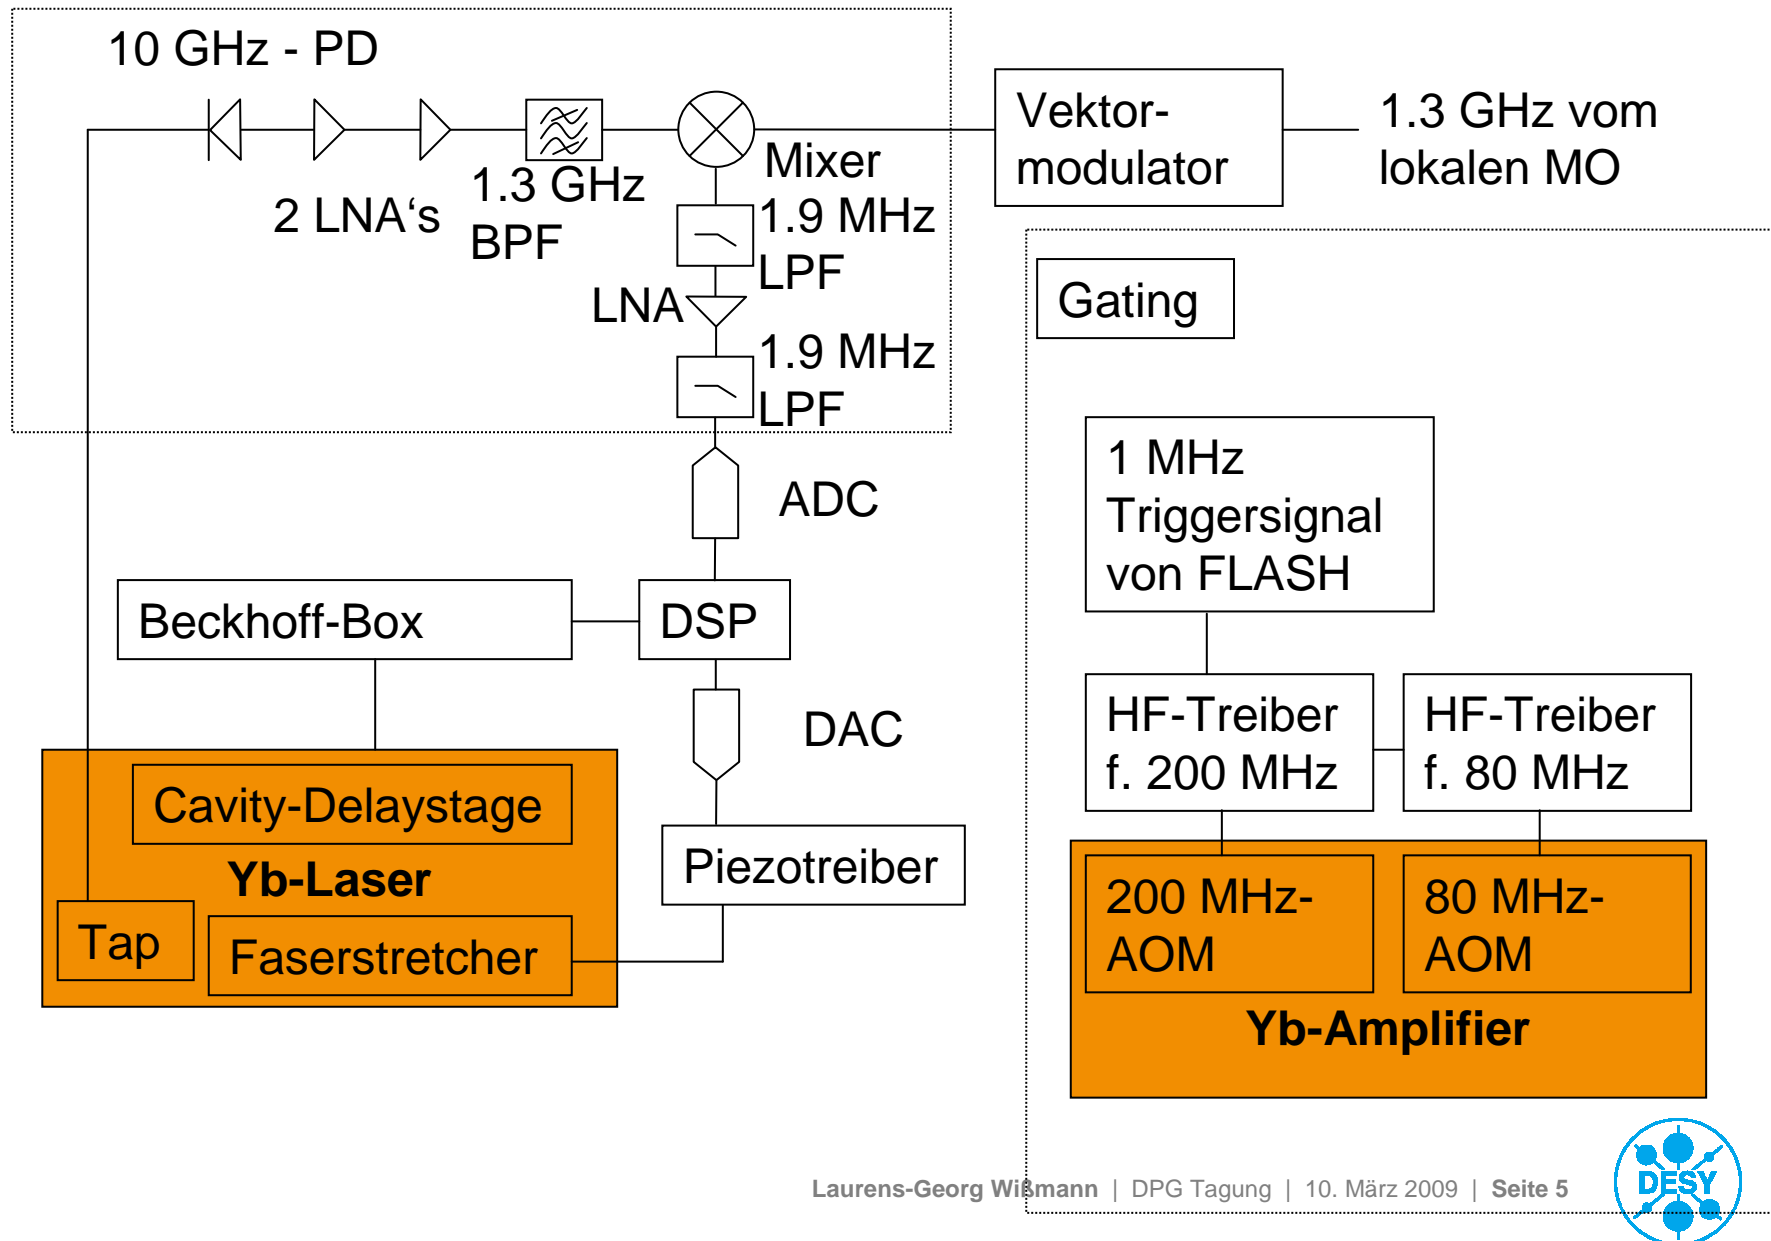 10 GHz - PD
2 LNA‘s
1.3 GHz
BPF
Mixer
1.9 MHz
LPF
LNA
1.9 MHz
LPF
Vektor-
modulator
1.3 GHz vom
lokalen MO
ADC
Beckhoff-Box
DSP
DAC
Cavity-Delaystage
Yb-Laser
Tap
Faserstretcher
Piezotreiber
Gating
1 MHz
Triggersignal
von FLASH
HF-Treiber
f. 200 MHz
HF-Treiber
f. 80 MHz
200 MHz-
AOM
80 MHz-
AOM
Yb-Amplifier
Laurens-Georg Wißmann | DPG Tagung | 10. März 2009 | Seite 5
DESY